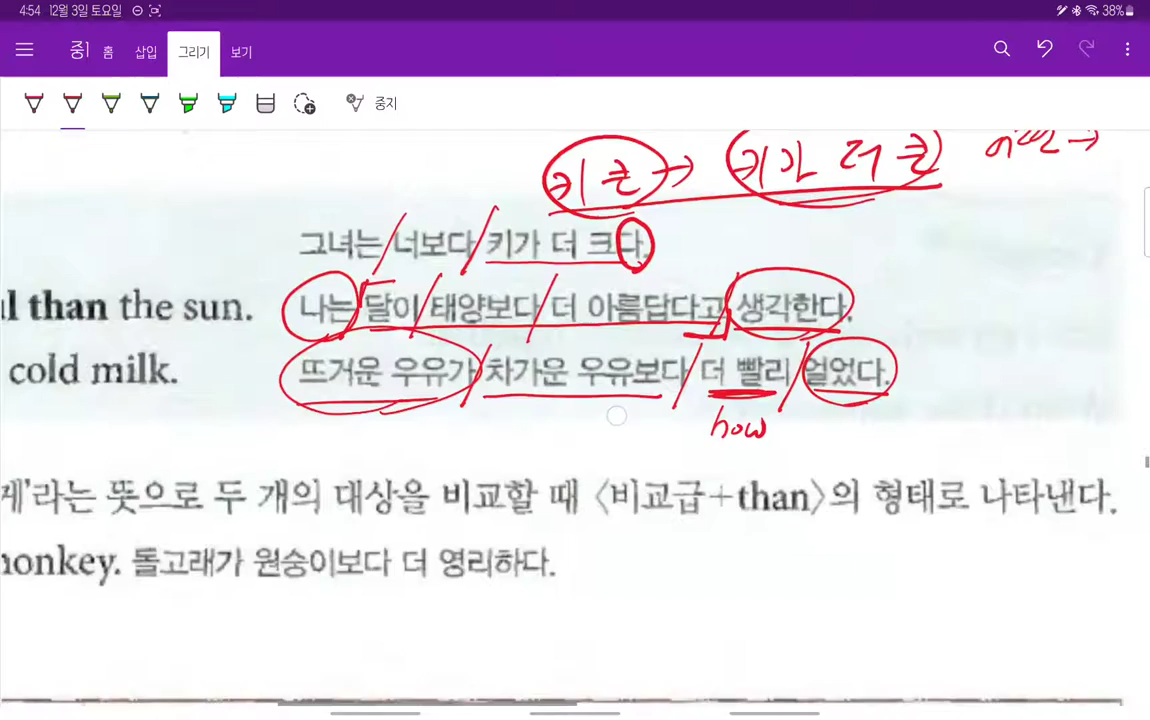 4:54 12월 3일 토요일 38%
중1 홈 삽입 그리기 보기
중지
키 큰 → 키가 더 큰
그녀는 너보다 키가 더 크다.
ul than the sun. 나는 달이 태양보다 더 아름답다고 생각한다.
cold milk. 뜨거운 우유가 차가운 우유보다 더 빨리 얼었다.
how
게'라는 뜻으로 두 개의 대상을 비교할 때 〈비교급+than〉의 형태로 나타낸다.
monkey. 돌고래가 원숭이보다 더 영리하다.